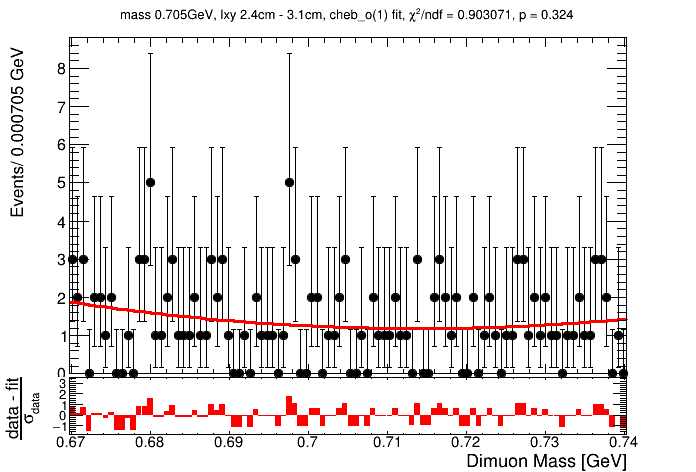 mass 0.705GeV, lxy 2.4cm - 3.1cm, cheb_o(1) fit, χ²/ndf = 0.903071, p = 0.324
Events/ 0.000705 GeV
8
7
6
5
4
3
2
1
0
data - fit
σdata
3
2
1
0
−1
0.67 0.68 0.69 0.7 0.71 0.72 0.73 0.74
Dimuon Mass [GeV]